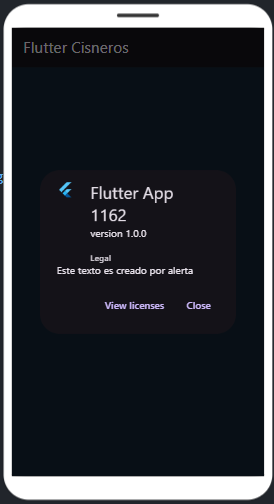 Flutter Cisneros
Flutter App
1162
version 1.0.0
Legal
Este texto es creado por alerta
View licenses Close